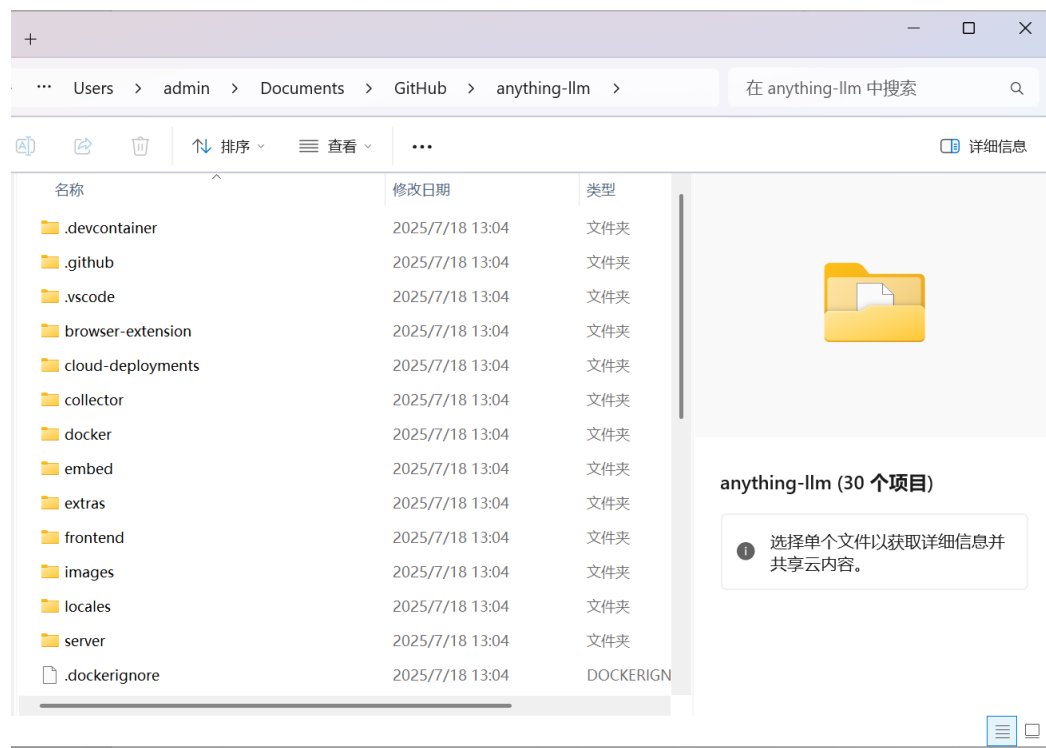 +
… Users > admin > Documents > GitHub > anything-llm > 在 anything-llm 中搜索
排序 查看 … 详细信息
名称 修改日期 类型
.devcontainer 2025/7/18 13:04 文件夹
.github 2025/7/18 13:04 文件夹
.vscode 2025/7/18 13:04 文件夹
browser-extension 2025/7/18 13:04 文件夹
cloud-deployments 2025/7/18 13:04 文件夹
collector 2025/7/18 13:04 文件夹
docker 2025/7/18 13:04 文件夹
embed 2025/7/18 13:04 文件夹
extras 2025/7/18 13:04 文件夹
frontend 2025/7/18 13:04 文件夹
images 2025/7/18 13:04 文件夹
locales 2025/7/18 13:04 文件夹
server 2025/7/18 13:04 文件夹
.dockerignore 2025/7/18 13:04 DOCKERIGN
anything-llm (30 个项目)
选择单个文件以获取详细信息并
共享云内容。